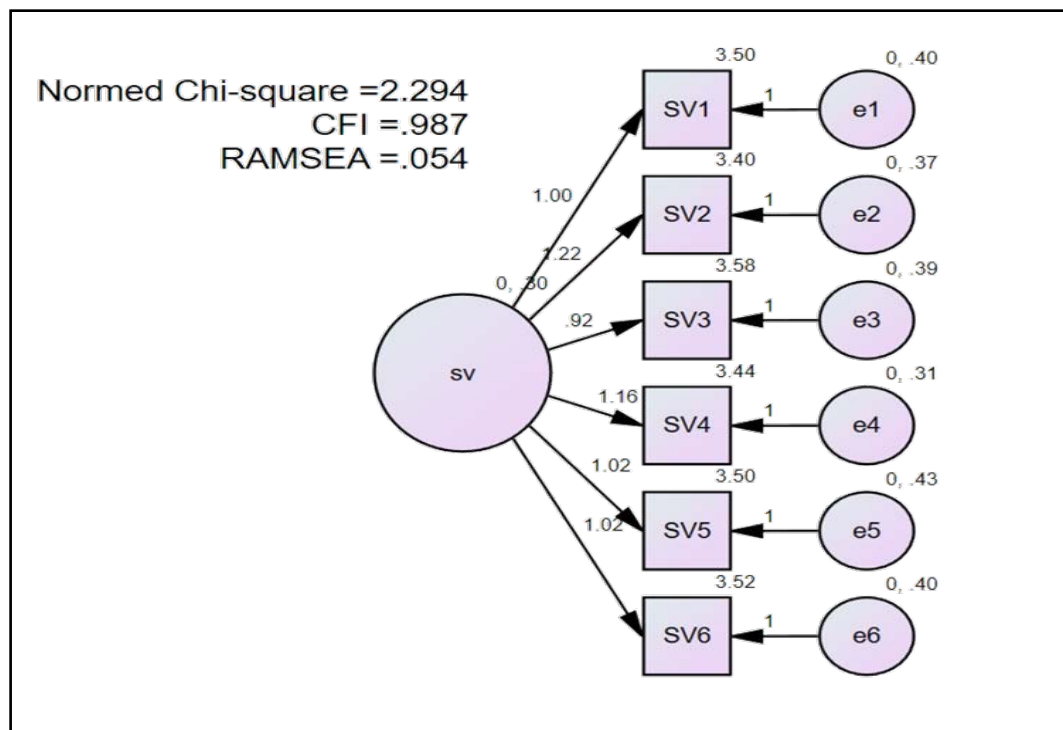 Normed Chi-square =2.294
CFI =.987
RAMSEA =.054
3.50
0, .40
SV1
1
e1
1.00
3.40
0, .37
SV2
1
e2
1.22
3.58
0, .39
0, .30
SV3
1
e3
.92
3.44
0, .31
sv
1.16
SV4
1
e4
1.02
3.50
0, .43
SV5
1
e5
1.02
3.52
0, .40
SV6
1
e6